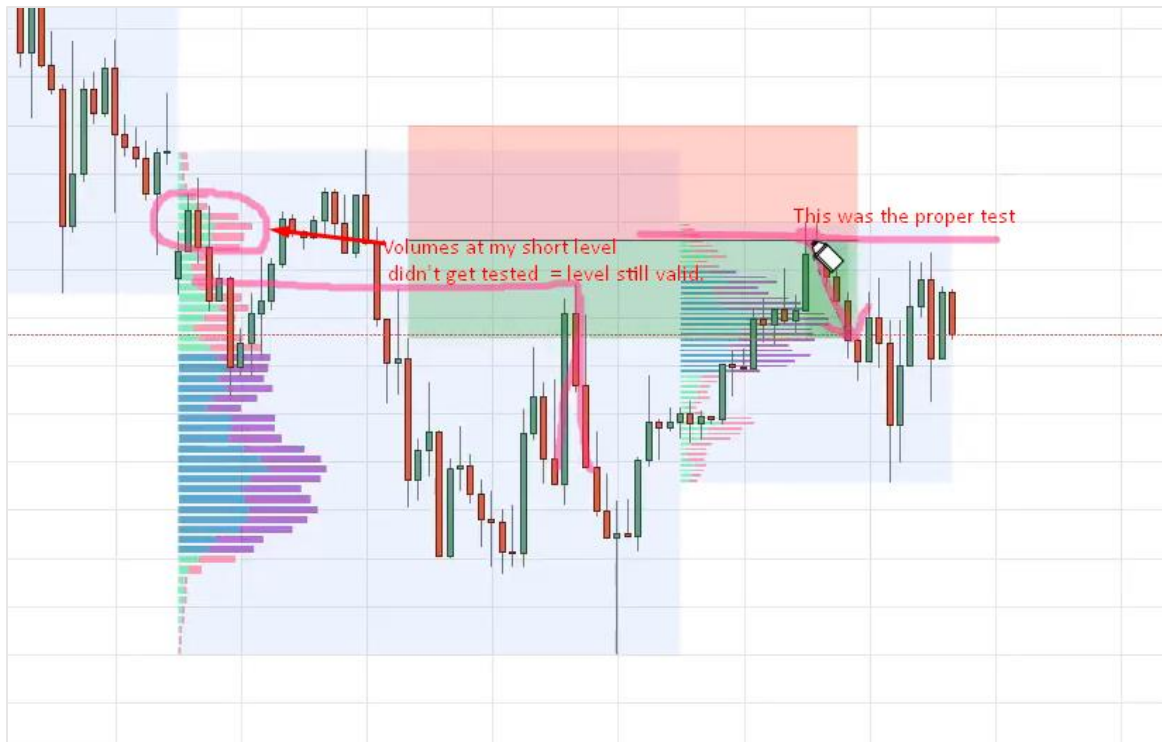 This was the proper test
Volumes at my short level
didn't get tested = level still valid.